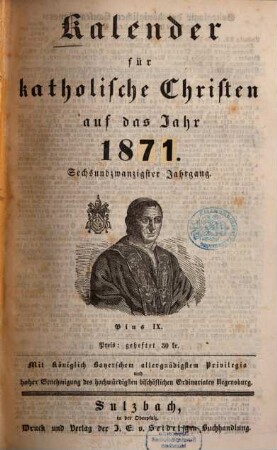 Kalender
für
katholische Christen
auf das Jahr
1871.
Sechsundzwanzigster Jahrgang.
Pius IX.
Preis: geheftet 30 kr.
Mit Königlich Bayerschem allergnädigstem Privilegio
und
hoher Genehmigung des hochwürdigsten bischöflichen Ordinariates Regensburg.
Sulzbach,
in der Oberpfalz.
Druck und Verlag der J. E. v. Seidel'schen Buchhandlung.